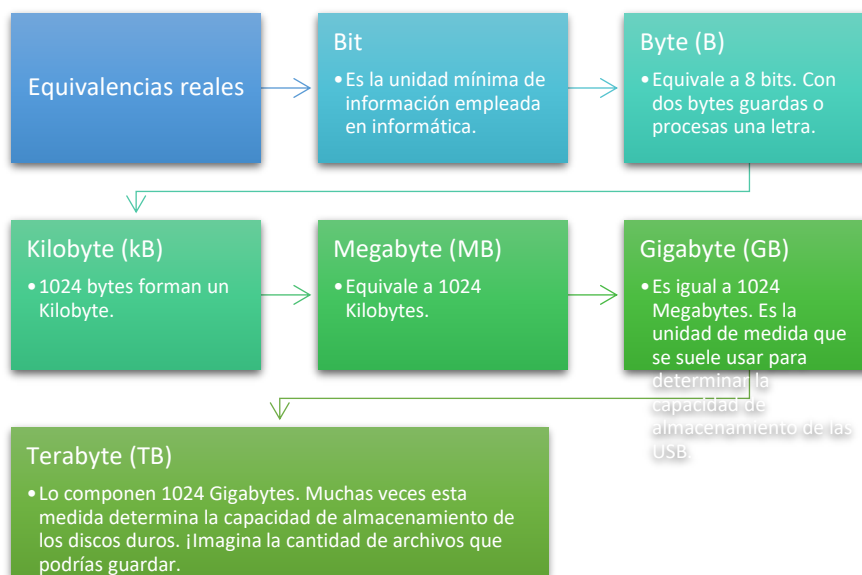 Equivalencias reales
Bit
•Es la unidad mínima de
información empleada
en informática.
Byte (B)
•Equivale a 8 bits. Con
dos bytes guardas o
procesas una letra.
Kilobyte (kB)
•1024 bytes forman un
Kilobyte.
Megabyte (MB)
•Equivale a 1024
Kilobytes.
Gigabyte (GB)
•Es igual a 1024
Megabytes. Es la
unidad de medida que
se suele usar para
determinar la
capacidad de
almacenamiento de las
USB.
Terabyte (TB)
•Lo componen 1024 Gigabytes. Muchas veces esta
medida determina la capacidad de almacenamiento de
los discos duros. ¡Imagina la cantidad de archivos que
podrías guardar.